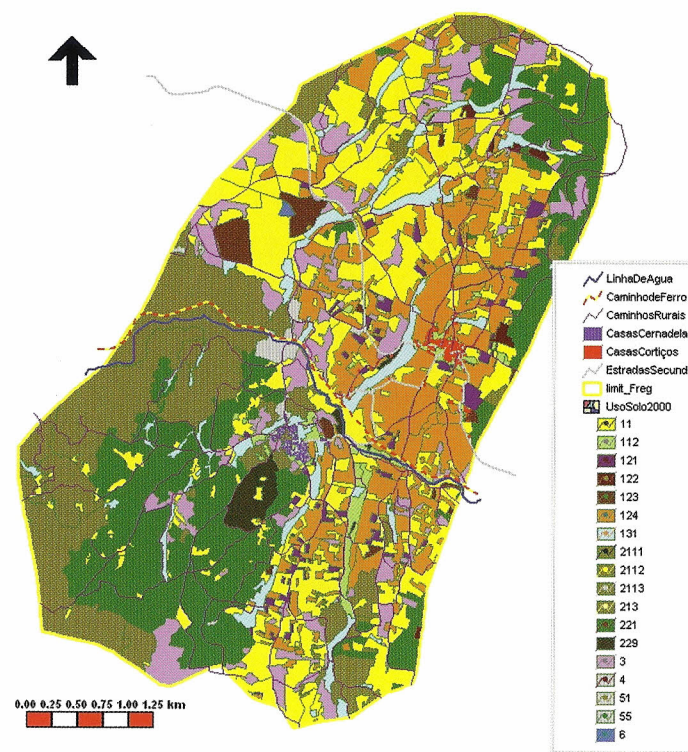 LinhaDeAgua
CaminhodeFerro
CaminhosRurais
CasasCernadela
CasasCortiços
EstradasSecund
limit_Freg
UsoSolo2000
11
112
121
122
123
124
131
2111
2112
2113
213
221
229
3
4
51
55
6
0.00 0.25 0.50 0.75 1.00 1.25 km